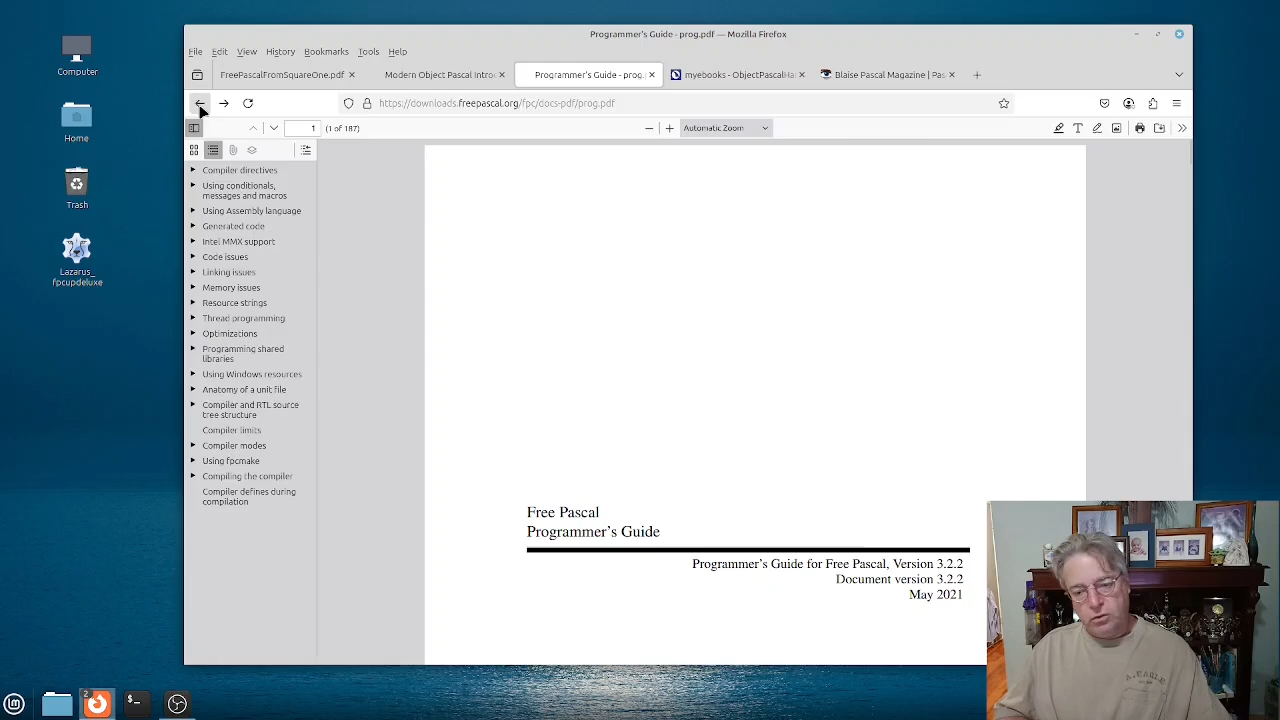 Computer
Home
Trash
Lazarus_
fpcupdeluxe
Programmer's Guide - prog.pdf — Mozilla Firefox
File Edit View History Bookmarks Tools Help
FreePascalFromSquareOne.pdf
Modern Object Pascal Intro
Programmer's Guide - prog.
myebooks - ObjectPascalHa
Blaise Pascal Magazine | Pas
https://downloads.freepascal.org/fpc/docs-pdf/prog.pdf
1 (1 of 187)
Automatic Zoom
Compiler directives
Using conditionals,
messages and macros
Using Assembly language
Generated code
Intel MMX support
Code issues
Linking issues
Memory issues
Resource strings
Thread programming
Optimizations
Programming shared
libraries
Using Windows resources
Anatomy of a unit file
Compiler and RTL source
tree structure
Compiler limits
Compiler modes
Using fpcmake
Compiling the compiler
Compiler defines during
compilation
Free Pascal
Programmer's Guide
Programmer's Guide for Free Pascal, Version 3.2.2
Document version 3.2.2
May 2021
A.EAGLE
2
$_